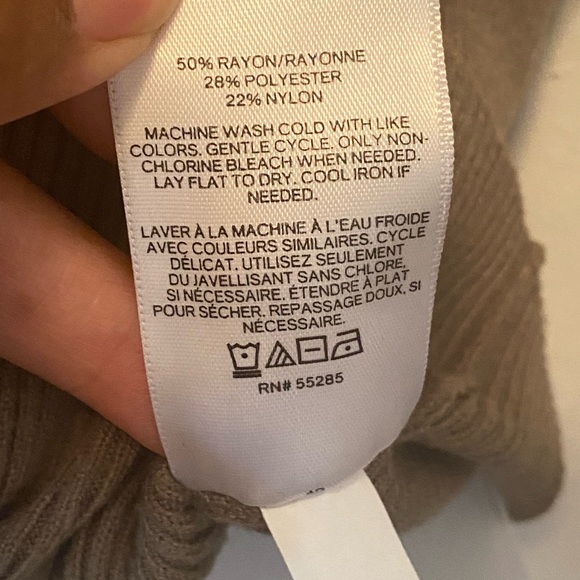 50% RAYON/RAYONNE
28% POLYESTER
22% NYLON
MACHINE WASH COLD WITH LIKE
COLORS. GENTLE CYCLE. ONLY NON-
CHLORINE BLEACH WHEN NEEDED.
LAY FLAT TO DRY. COOL IRON IF
NEEDED.
LAVER À LA MACHINE À L'EAU FROIDE
AVEC COULEURS SIMILAIRES. CYCLE
DÉLICAT. UTILISEZ SEULEMENT
DU JAVELLISANT SANS CHLORE.
SI NÉCESSAIRE. ÉTENDRE À PLAT
POUR SÉCHER. REPASSAGE DOUX. SI
NÉCESSAIRE.
RN# 55285